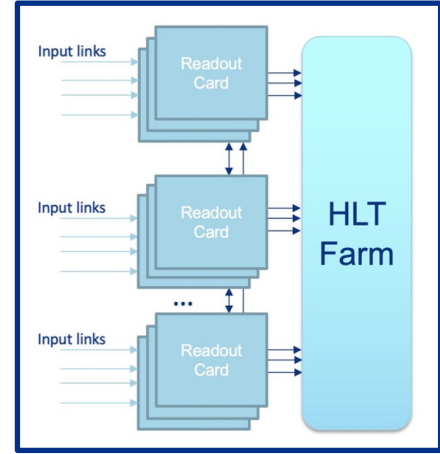 Input links
Readout
Card
Input links
Readout
Card
HLT
Farm
...
Input links
Readout
Card